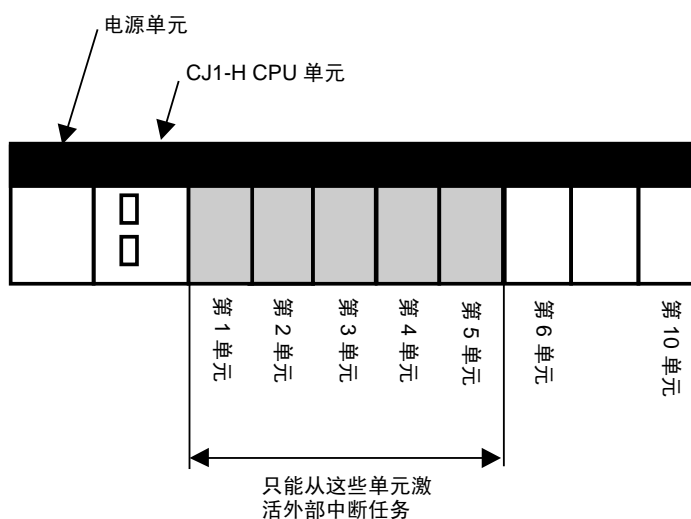 电源单元
CJ1-H CPU 单元
第 1 单元
第 2 单元
第 3 单元
第 4 单元
第 5 单元
第 6 单元
第 10 单元
只能从这些单元激
活外部中断任务